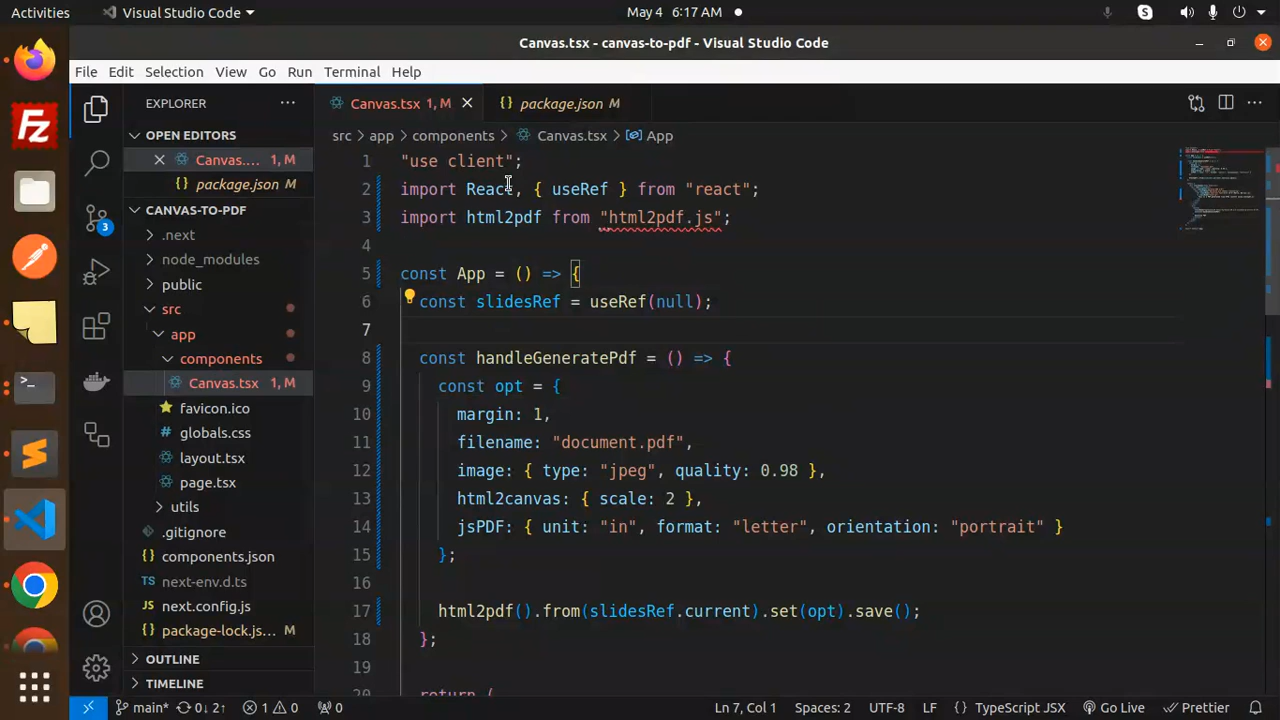 Activities
Visual Studio Code
May 4 6:17 AM
Canvas.tsx - canvas-to-pdf - Visual Studio Code
File Edit Selection View Go Run Terminal Help
EXPLORER
OPEN EDITORS
Canvas.... 1, M
package.json M
CANVAS-TO-PDF
.next
node_modules
public
src
app
components
Canvas.tsx 1, M
favicon.ico
globals.css
layout.tsx
page.tsx
utils
.gitignore
components.json
TS next-env.d.ts
next.config.js
package-lock.js... M
OUTLINE
TIMELINE
3
Canvas.tsx 1, M
package.json M
src > app > components > Canvas.tsx > App
1 "use client";
2 import React, { useRef } from "react";
3 import html2pdf from "html2pdf.js";
4
5 const App = () => {
6 const slidesRef = useRef(null);
7
8 const handleGeneratePdf = () => {
9 const opt = {
10 margin: 1,
11 filename: "document.pdf",
12 image: { type: "jpeg", quality: 0.98 },
13 html2canvas: { scale: 2 },
14 jsPDF: { unit: "in", format: "letter", orientation: "portrait" }
15 };
16
17 html2pdf().from(slidesRef.current).set(opt).save();
18 };
19
20 return (
main* 0↓ 2↑ 1 0 0
Ln 7, Col 1 Spaces: 2 UTF-8 LF { } TypeScript JSX Go Live Prettier